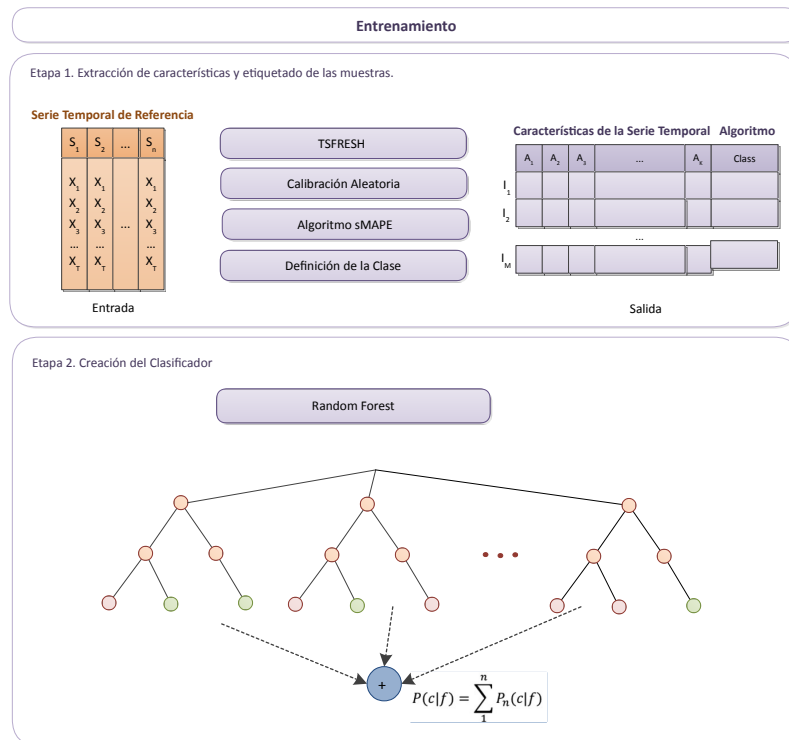 Entrenamiento
Etapa 1. Extracción de características y etiquetado de las muestras.
Serie Temporal de Referencia
S1 S2 ... Sn
X1 X1 X1
X2 X2 X2
X3 X3 ... X3
... ... ...
XT XT XT
Entrada
TSFRESH
Calibración Aleatoria
Algoritmo sMAPE
Definición de la Clase
Características de la Serie Temporal Algoritmo
A1 A2 A3 ... AK Class
I1
I2
...
IM
Salida
Etapa 2. Creación del Clasificador
Random Forest
...
+
P(c|f) = ∑ n 1 Pn(c|f)